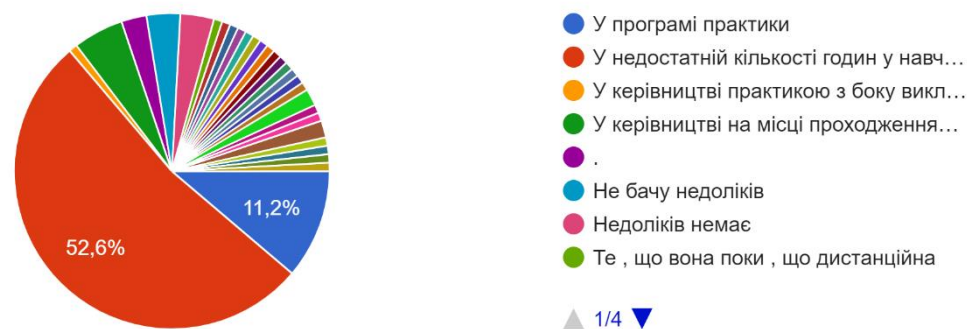 11,2%
52,6%
У програмі практики
У недостатній кількості годин у навч…
У керівництві практикою з боку викл…
У керівництві на місці проходження…
.
Не бачу недоліків
Недоліків немає
Те , що вона поки , що дистанційна
1/4